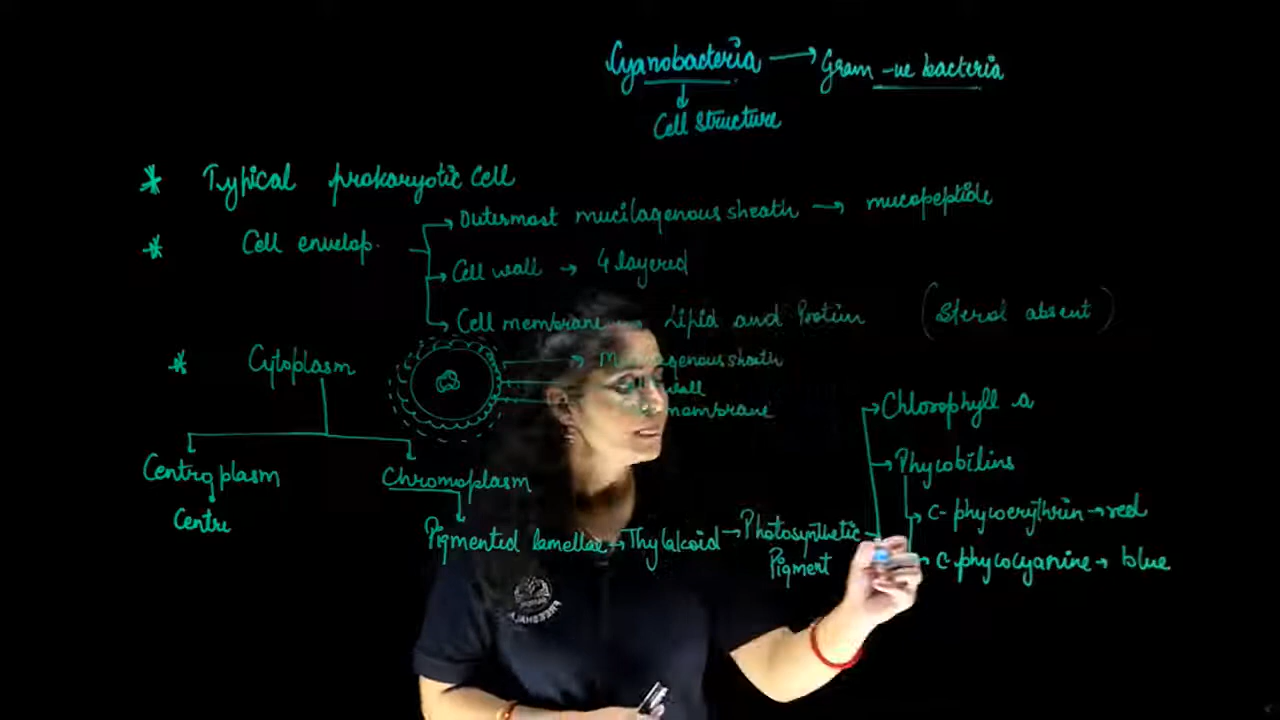 Cyanobacteria → Gram -ve bacteria
Cell structure
* Typical prokaryotic cell
Outermost mucilagenous sheath → mucopeptide
* Cell envelop.
Cell wall → 4 layered
Cell membrane → Lipid and Protein (Sterol absent)
* Cytoplasm
sheath
wall
membrane
Chlorophyll a
Phycobilins
Centroplasm
Chromoplasm
Centre
C- phycoerythrin → red
Pigmented lamellae → Thylakoid → Photosynthetic
Pigment
C-phycocyanine → blue